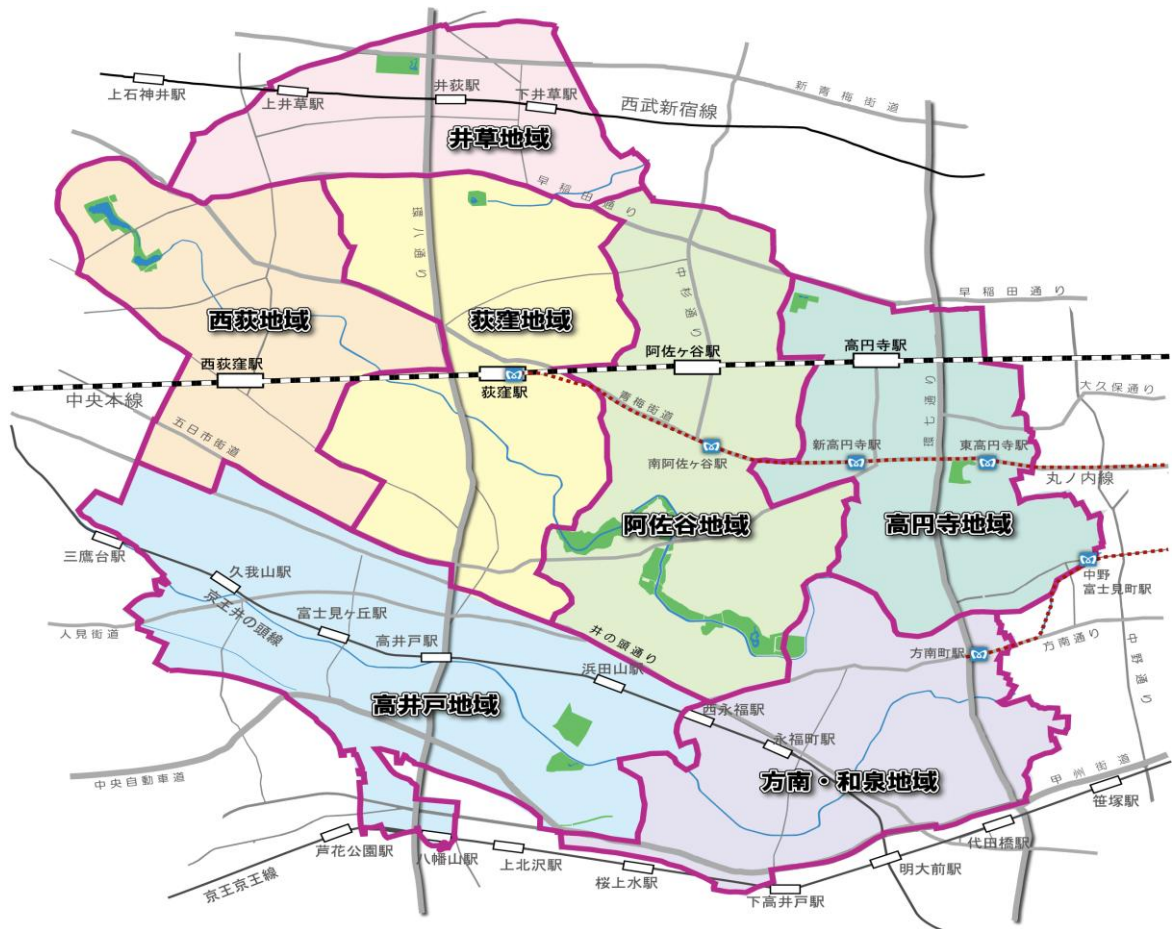 新青梅街道
井荻駅
上石神井駅
上井草駅
下井草駅
西武新宿線
井草地域
早稲田通り
環八通り
中杉通り
早稲田通り
西荻地域
荻窪地域
阿佐ケ谷駅
高円寺駅
西荻窪駅
荻窪駅
環七通り
大久保通り
中央本線
青梅街道
五日市街道
新高円寺駅
東高円寺駅
南阿佐ケ谷駅
丸ノ内線
阿佐谷地域
高円寺地域
三鷹台駅
久我山駅
中野
富士見町駅
京王井の頭線
富士見ヶ丘駅
人見街道
高井戸駅
井の頭通り
方南通り
方南町駅
中野通り
浜田山駅
高井戸地域
西永福駅
永福町駅
中央自動車道
方南・和泉地域
甲州街道
笹塚駅
芦花公園駅
八幡山駅
代田橋駅
上北沢駅
明大前駅
京王京王線
桜上水駅
下高井戸駅